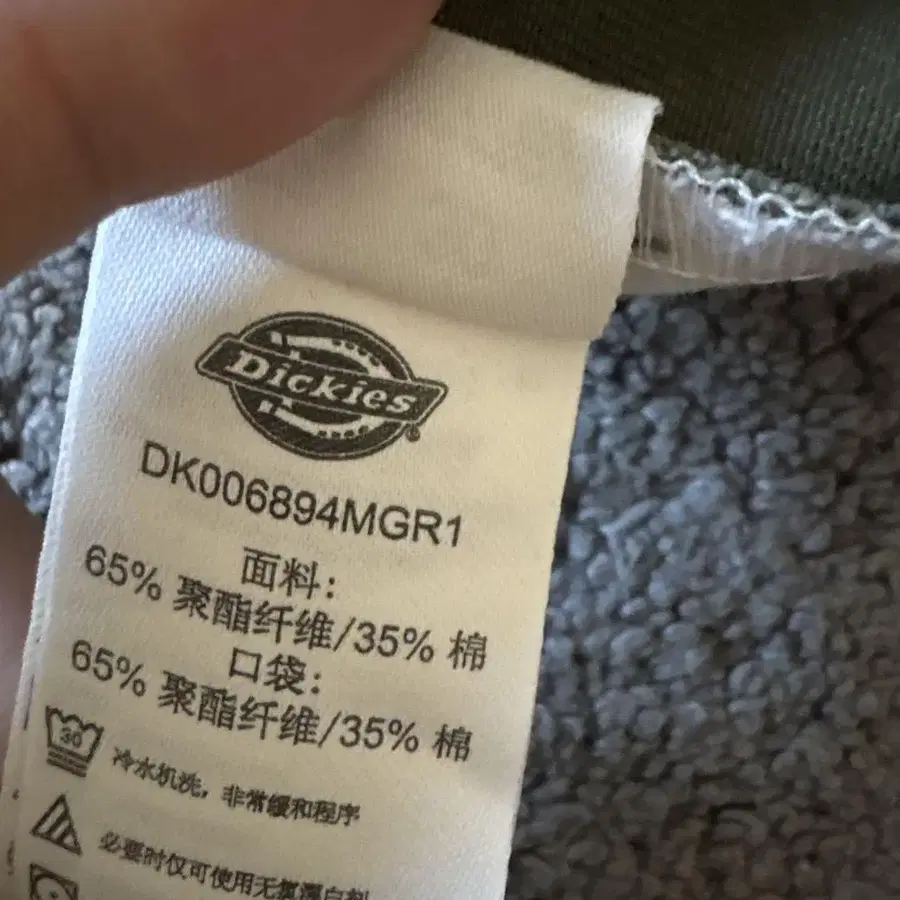 Dickies
DK006894MGR1
面料:
65% 聚酯纤维/35% 棉
口袋:
65% 聚酯纤维/35% 棉
30
冷水机洗，非常缓和程序
必要时仅可使用无氯漂白剂